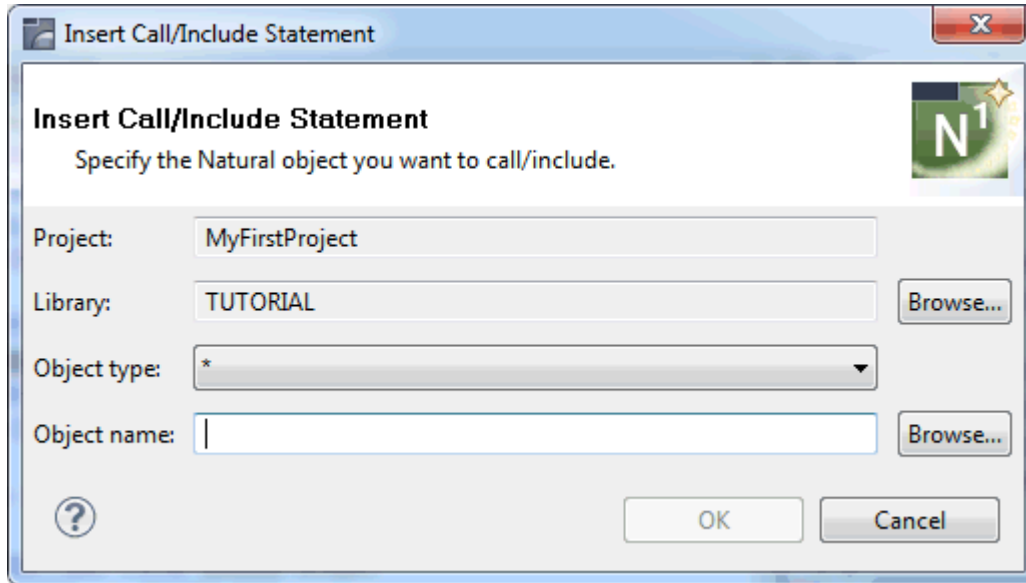 Insert Call/Include Statement
Insert Call/Include Statement
Specify the Natural object you want to call/include.
N1
Project: MyFirstProject
Library: TUTORIAL Browse...
Object type: *
Object name: Browse...
?
OK Cancel